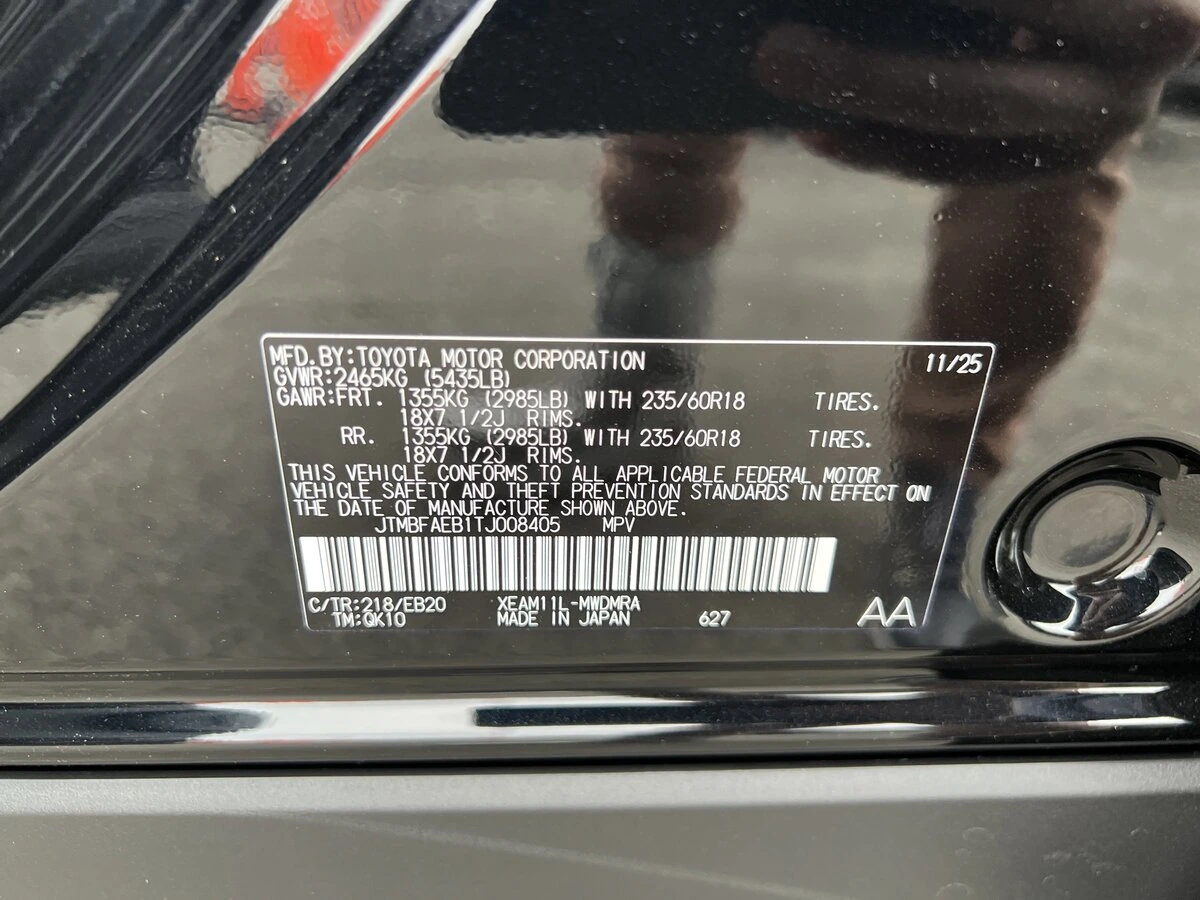 MFD.BY:TOYOTA MOTOR CORPORATION 11/25
GVWR:2465KG (5435LB)
GAWR:FRT. 1355KG (2985LB) WITH 235/60R18 TIRES.
18X7 1/2J RIMS.
RR. 1355KG (2985LB) WITH 235/60R18 TIRES.
18X7 1/2J RIMS.
THIS VEHICLE CONFORMS TO ALL APPLICABLE FEDERAL MOTOR
VEHICLE SAFETY AND THEFT PREVENTION STANDARDS IN EFFECT ON
THE DATE OF MANUFACTURE SHOWN ABOVE.
JTMBFAEB1TJ008405 MPV
C/TR:218/EB20 XEAM11L-MWDMRA
TM:QK10 MADE IN JAPAN 627 AA